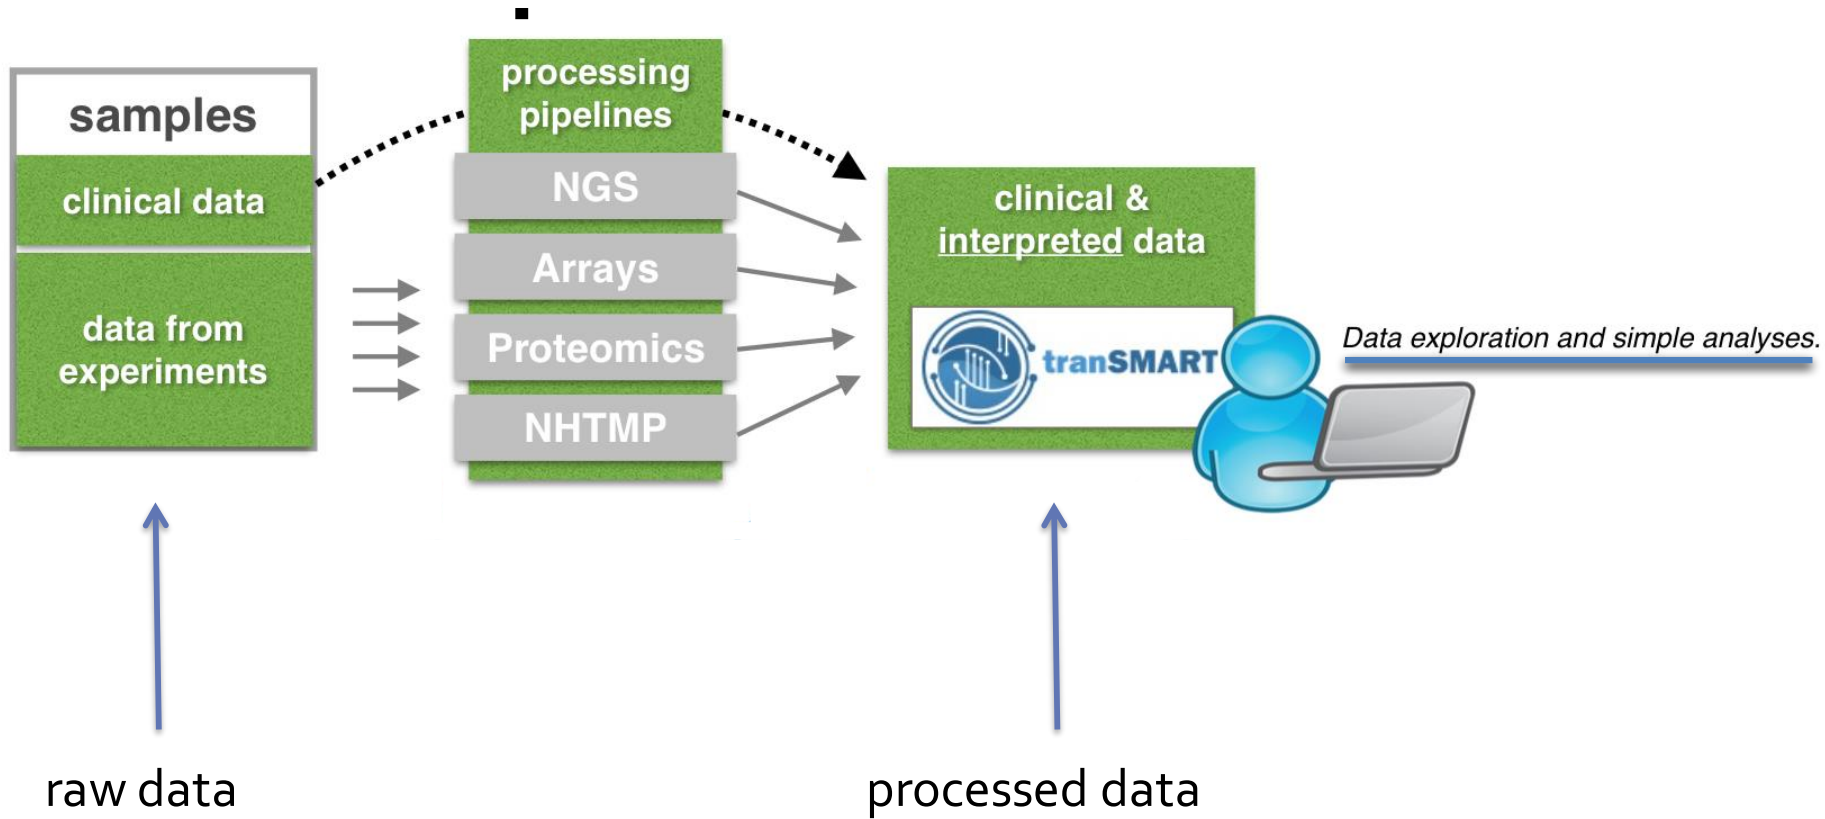 samples
clinical data
data from
experiments
processing
pipelines
NGS
Arrays
Proteomics
NHTMP
clinical &
interpreted data
tranSMART
Data exploration and simple analyses.
raw data
processed data